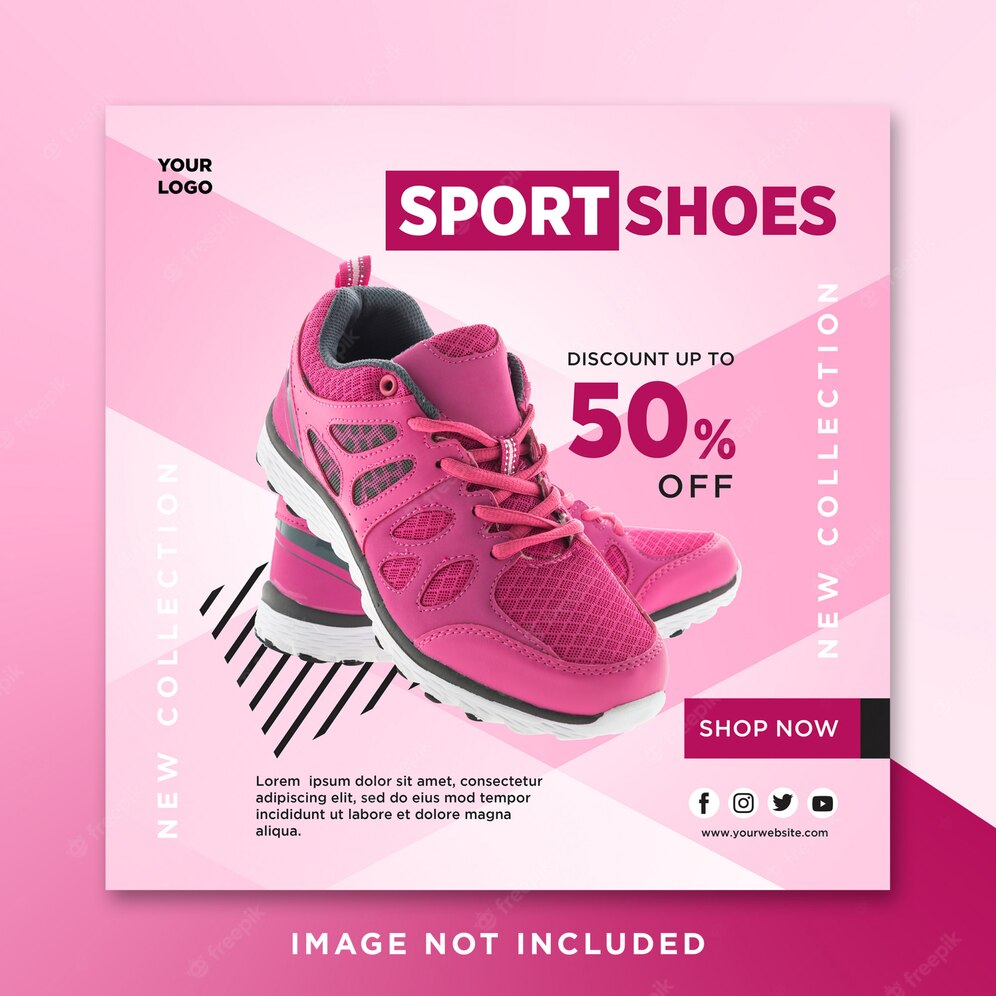 YOUR
LOGO
SPORT SHOES
DISCOUNT UP TO
50%
OFF
NEW COLLECTION
NEW COLLECTION
SHOP NOW
Lorem ipsum dolor sit amet, consectetur
adipiscing elit, sed do eius mod tempor
incididunt ut labore et dolore magna
aliqua.
www.yourwebsite.com
IMAGE NOT INCLUDED
freepik